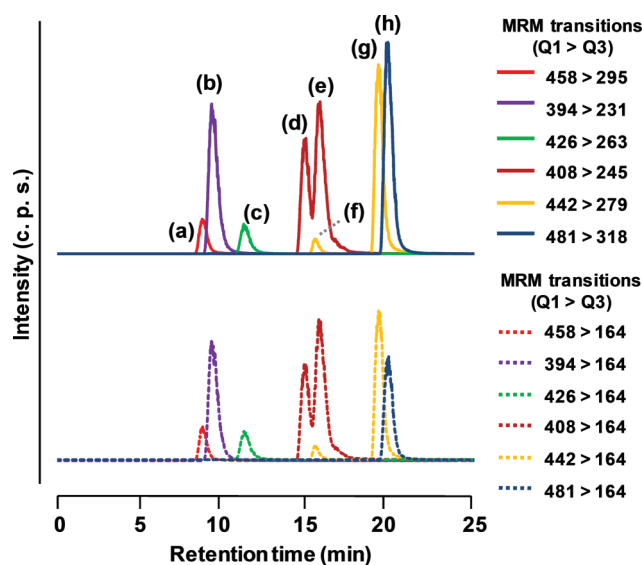 MRM transitions
(Q1 > Q3)
458 > 295
394 > 231
426 > 263
408 > 245
442 > 279
481 > 318
(a)
(b)
(c)
(d)
(e)
(f)
(g)
(h)
MRM transitions
(Q1 > Q3)
458 > 164
394 > 164
426 > 164
408 > 164
442 > 164
481 > 164
Intensity (c. p. s.)
0 5 10 15 20 25
Retention time (min)